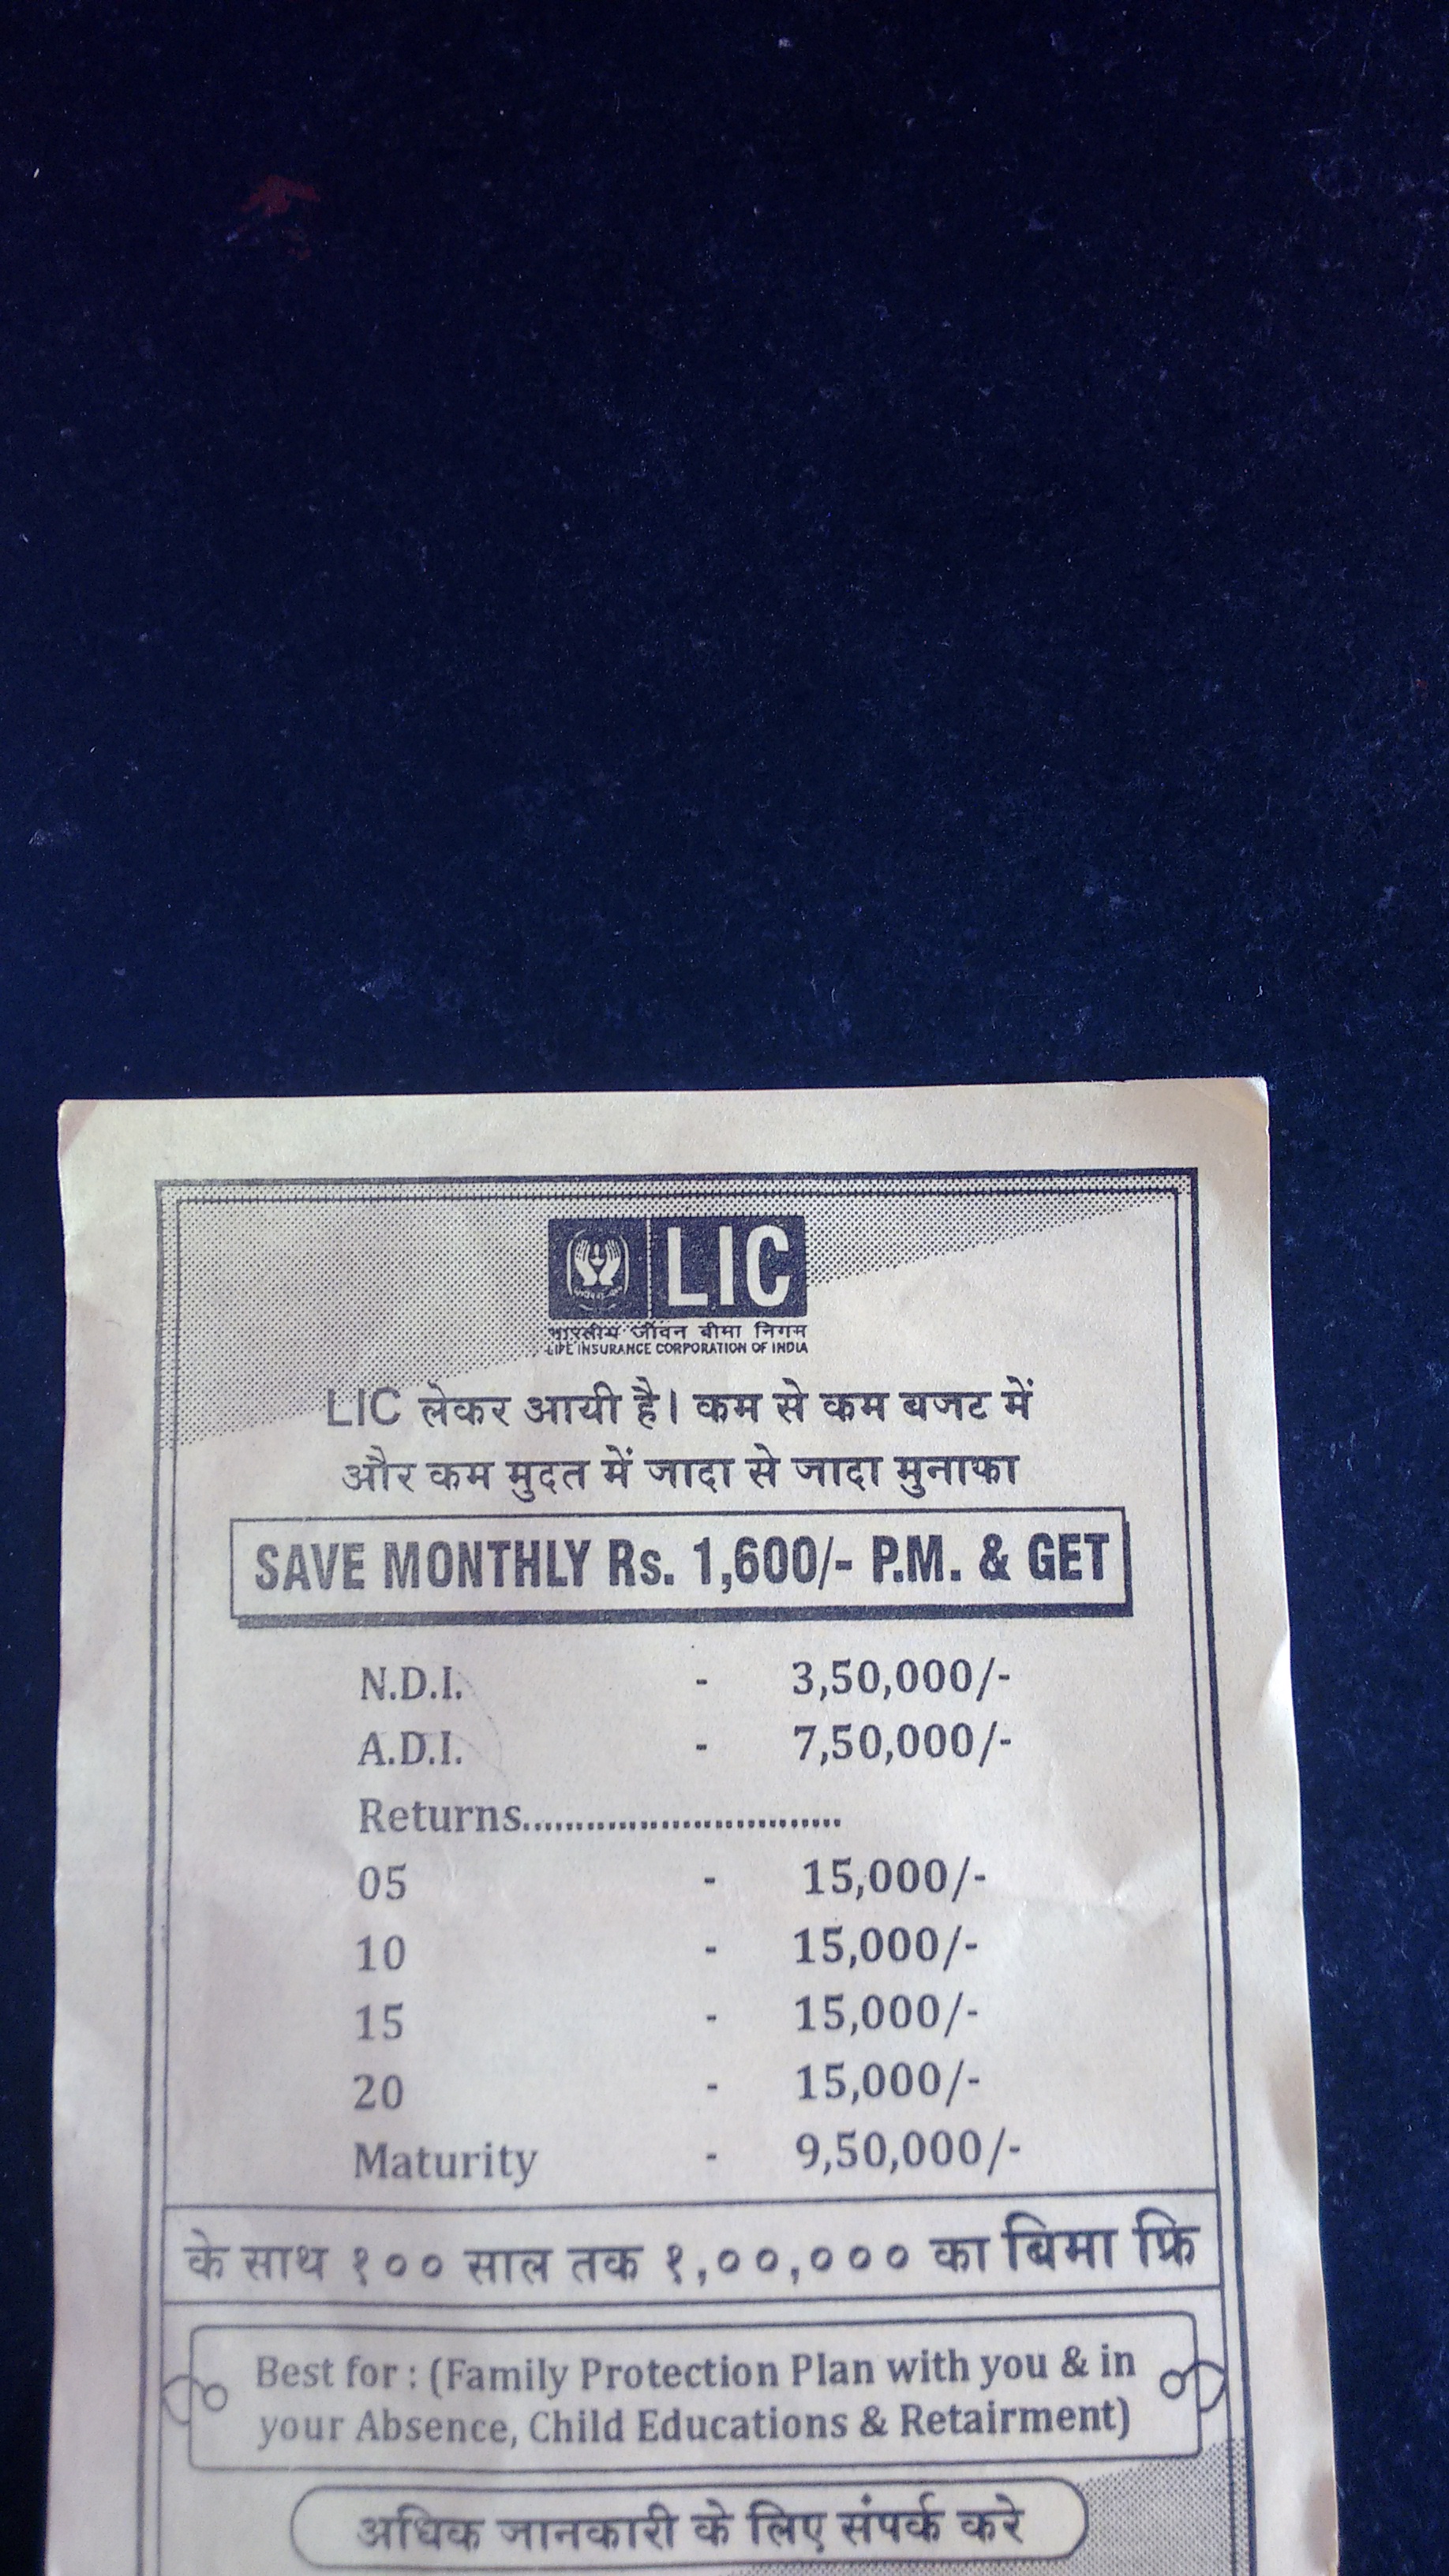 LIC
भारतीय जीवन बीमा निगम
LIFE INSURANCE CORPORATION OF INDIA
LIC लेकर आयी है। कम से कम बजट में
और कम मुदत में जादा से जादा मुनाफा
SAVE MONTHLY Rs. 1,600/- P.M. & GET
N.D.I. - 3,50,000/-
A.D.I. - 7,50,000/-
Returns..............................
05 - 15,000/-
10 - 15,000/-
15 - 15,000/-
20 - 15,000/-
Maturity - 9,50,000/-
के साथ १०० साल तक १,००,००० का बिमा फ्रि
Best for : (Family Protection Plan with you & in
your Absence, Child Educations & Retairment)
अधिक जानकारी के लिए संपर्क करे